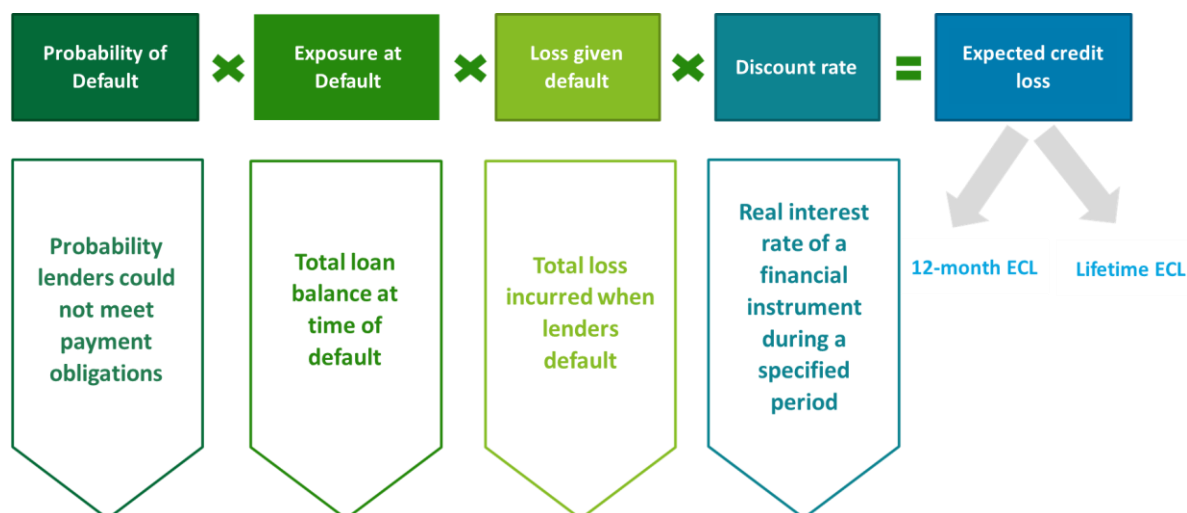 Probability of
Default
Exposure at
Default
Loss given
default
Discount rate
Expected credit
loss
Probability
lenders could
not meet
payment
obligations
Total loan
balance at
time of
default
Total loss
incurred when
lenders
default
Real interest
rate of a
financial
instrument
during a
specified
period
12-month ECL
Lifetime ECL